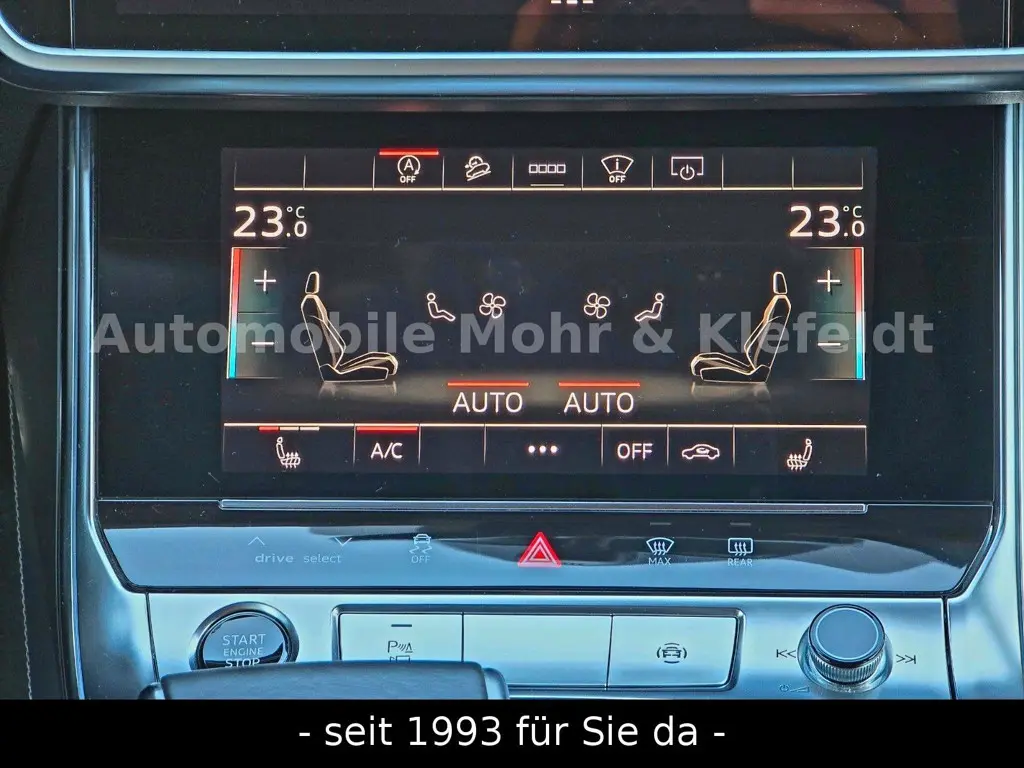 A
OFF
i
OFF
23.0 °C
23.0 °C
+
+
-
-
Automobile Mohr & Klefeldt
AUTO AUTO
A/C ••• OFF
drive select
OFF
MAX
REAR
START
ENGINE
STOP
P
- seit 1993 für Sie da -